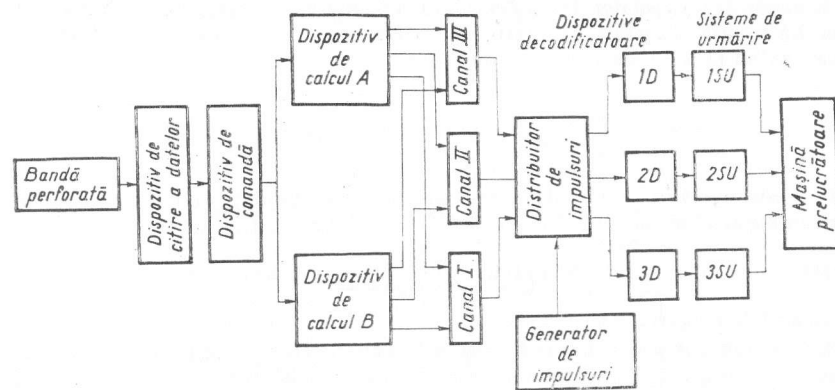 Dispozitive
decodificatoare
Sisteme de
urmărire
Bandă
perforată
Dispozitiv de
citire a datelor
Dispozitiv de
comandă
Dispozitiv
de
calcul A
Dispozitiv
de
calcul B
Canal III
Canal II
Canal I
Distribuitor
de
impulsuri
Generator
de
impulsuri
1D
1SU
2D
2SU
3D
3SU
Mașină
prelucrătoare